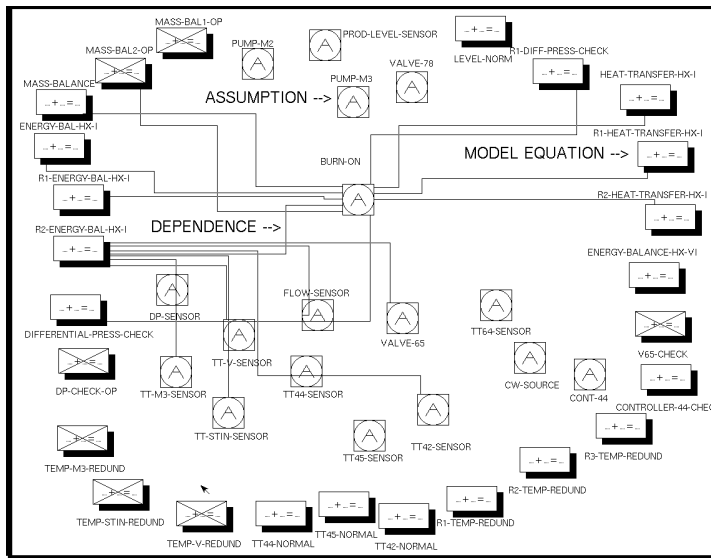 MASS-BAL1-OP
MASS-BAL2-OP
PUMP-M2
PROD-LEVEL-SENSOR
LEVEL-NORM
R1-DIFF-PRESS-CHECK
VALVE-78
PUMP-M3
HEAT-TRANSFER-HX-I
MASS-BALANCE
ASSUMPTION -->
ENERGY-BAL-HX-I
R1-HEAT-TRANSFER-HX-I
BURN-ON
MODEL EQUATION -->
R1-ENERGY-BAL-HX-I
R2-HEAT-TRANSFER-HX-I
DEPENDENCE -->
R2-ENERGY-BAL-HX-I
ENERGY-BALANCE-HX-VI
FLOW-SENSOR
DP-SENSOR
DIFFERENTIAL-PRESS-CHECK
TT-V-SENSOR
VALVE-65
TT64-SENSOR
V65-CHECK
DP-CHECK-OP
TT-M3-SENSOR
TT44-SENSOR
CW-SOURCE
CONT-44
CONTROLLER-44-CHEC
TT-STIN-SENSOR
TT42-SENSOR
TT45-SENSOR
R3-TEMP-REDUND
TEMP-M3-REDUND
R2-TEMP-REDUND
TEMP-STIN-REDUND
R1-TEMP-REDUND
TEMP-V-REDUND
TT44-NORMAL
TT45-NORMAL
TT42-NORMAL